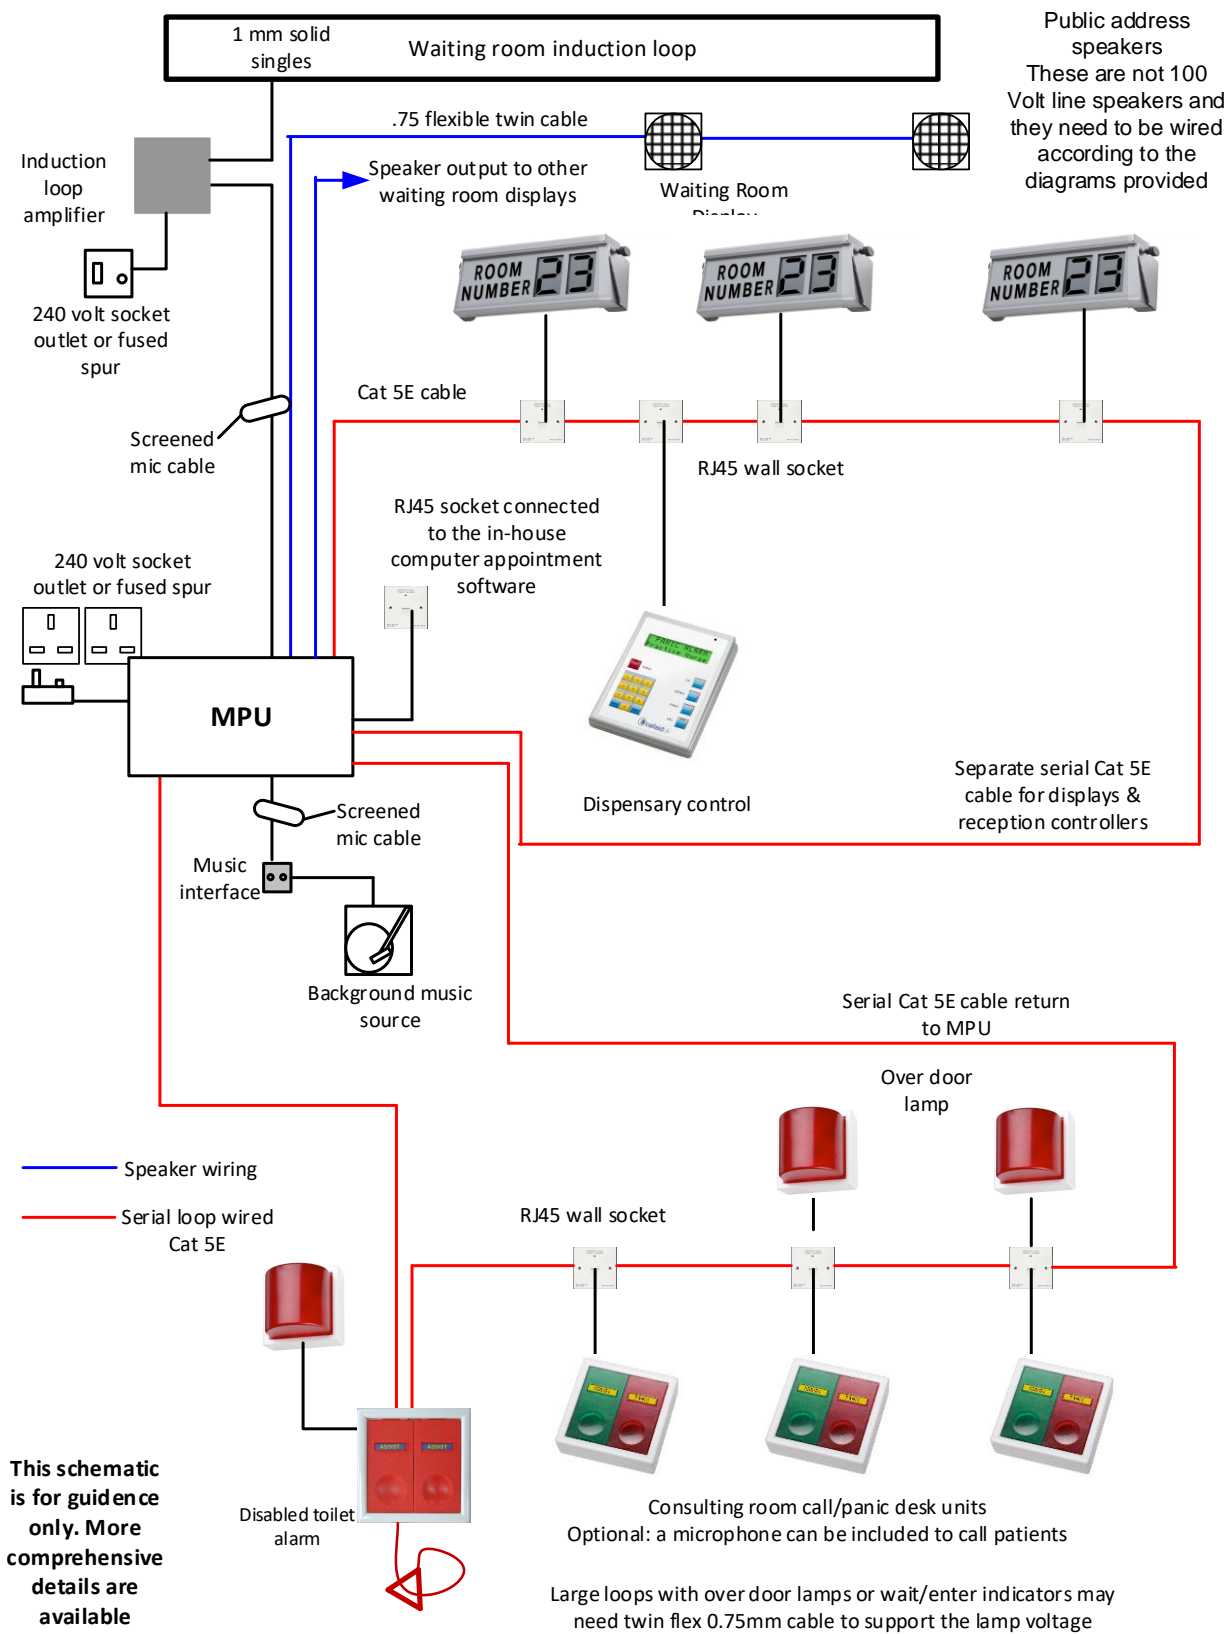 1 mm solid
singles
Waiting room induction loop
Public address
speakers
These are not 100
Volt line speakers and
they need to be wired
according to the
diagrams provided
.75 flexible twin cable
Induction
loop
amplifier
Speaker output to other
waiting room displays
Waiting Room
Display
ROOM
NUMBER 23
ROOM
NUMBER 23
ROOM
NUMBER 23
240 volt socket
outlet or fused
spur
Cat 5E cable
Screened
mic cable
RJ45 wall socket
RJ45 socket connected
to the in-house
computer appointment
software
240 volt socket
outlet or fused spur
PANIC ALARM
Practice Nurse
callaid
MPU
Dispensary control
Separate serial Cat 5E
cable for displays &
reception controllers
Screened
mic cable
Music
interface
Background music
source
Serial Cat 5E cable return
to MPU
Over door
lamp
Speaker wiring
Serial loop wired
Cat 5E
RJ45 wall socket
ASSIST
ASSIST
Disabled toilet
alarm
This schematic
is for guidence
only. More
comprehensive
details are
available
Consulting room call/panic desk units
Optional: a microphone can be included to call patients
Large loops with over door lamps or wait/enter indicators may
need twin flex 0.75mm cable to support the lamp voltage